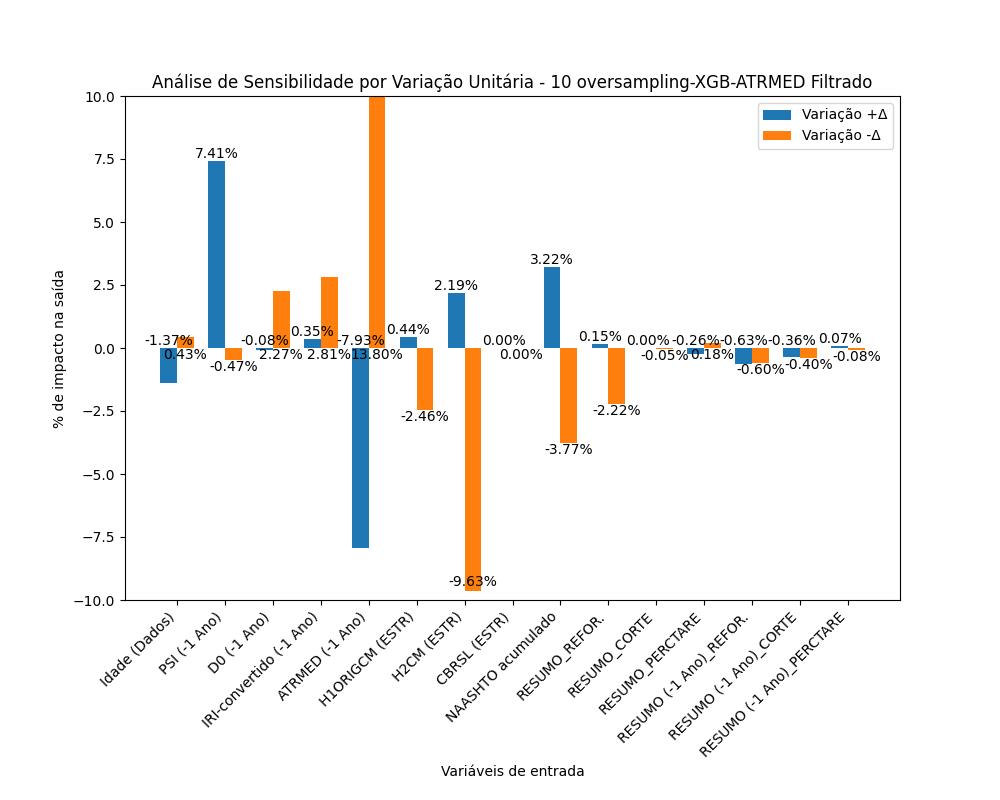 Análise de Sensibilidade por Variação Unitária - 10 oversampling-XGB-ATRMED Filtrado
Variação +Δ
Variação -Δ
% de impacto na saída
10.0
7.5
5.0
2.5
0.0
−2.5
−5.0
−7.5
−10.0
-1.37%
0.43%
7.41%
-0.47%
-0.08%
2.27%
0.35%
2.81%
-7.93%
13.80%
0.44%
-2.46%
2.19%
-9.63%
0.00%
0.00%
3.22%
-3.77%
0.15%
-2.22%
0.00%
-0.05%
-0.26%
0.18%
-0.63%
-0.60%
-0.36%
-0.40%
0.07%
-0.08%
Idade (Dados)
PSI (-1 Ano)
D0 (-1 Ano)
IRI-convertido (-1 Ano)
ATRMED (-1 Ano)
H1ORIGCM (ESTR)
H2CM (ESTR)
CBRSL (ESTR)
NAASHTO acumulado
RESUMO_REFOR.
RESUMO_CORTE
RESUMO_PERCTARE
RESUMO (-1 Ano)_REFOR.
RESUMO (-1 Ano)_CORTE
RESUMO (-1 Ano)_PERCTARE
Variáveis de entrada